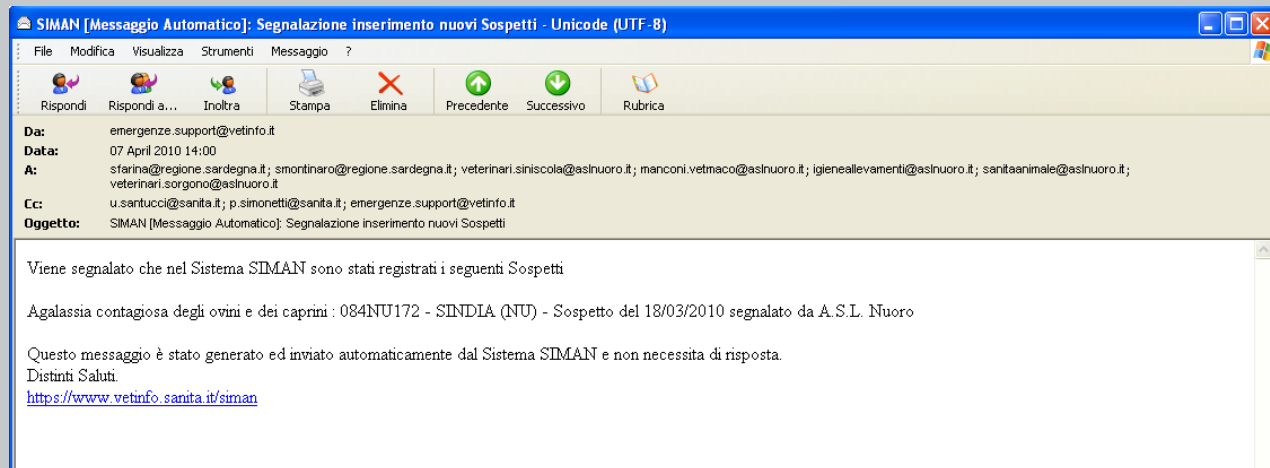 SIMAN [Messaggio Automatico]: Segnalazione inserimento nuovi Sospetti - Unicode (UTF-8)
File Modifica Visualizza Strumenti Messaggio ?
Rispondi Rispondi a... Inoltra Stampa Elimina Precedente Successivo Rubrica
Da: emergenze.support@vetinfo.it
Data: 07 April 2010 14:00
A: sfarina@regione.sardegna.it; smontinaro@regione.sardegna.it; veterinari.siniscola@aslnuoro.it; manconi.vetmaco@aslnuoro.it; igieneallevamenti@aslnuoro.it; sanitaanimale@aslnuoro.it;
veterinari.sorgono@aslnuoro.it
Cc: u.santucci@sanita.it; p.simonetti@sanita.it; emergenze.support@vetinfo.it
Oggetto: SIMAN [Messaggio Automatico]: Segnalazione inserimento nuovi Sospetti
Viene segnalato che nel Sistema SIMAN sono stati registrati i seguenti Sospetti
Agalassia contagiosa degli ovini e dei caprini : 084NU172 - SINDIA (NU) - Sospetto del 18/03/2010 segnalato da A.S.L. Nuoro
Questo messaggio è stato generato ed inviato automaticamente dal Sistema SIMAN e non necessita di risposta.
Distinti Saluti.
https://www.vetinfo.sanita.it/siman